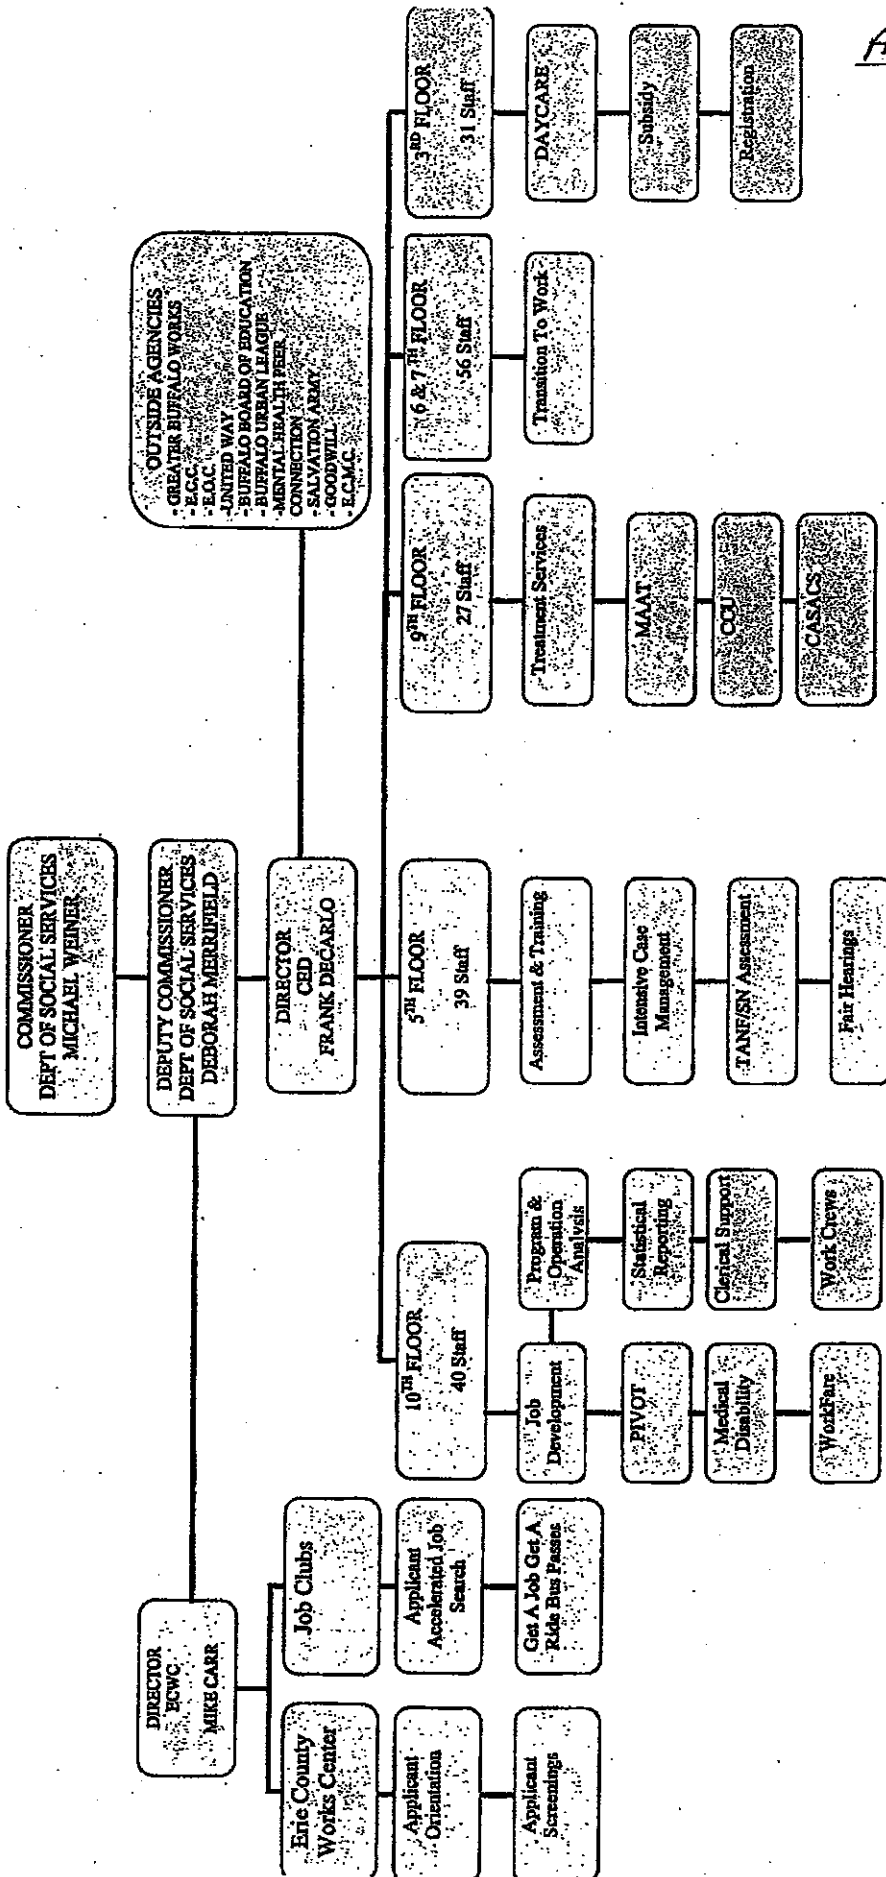 COMMISSIONER
DEPT OF SOCIAL SERVICES
MICHAEL WEINER
DEPUTY COMMISSIONER
DEPT OF SOCIAL SERVICES
DEBORAH MERRIFIELD
DIRECTOR
ECWC
MIKE CARR
DIRECTOR
CED
FRANK DECARLO
OUTSIDE AGENCIES
- GREATER BUFFALO WORKS
- E.C.C.
- E.O.C.
-UNITED WAY
- BUFFALO BOARD OF EDUCATION
- BUFFALO URBAN LEAGUE
-MENTAL HEALTH PEER
CONNECTION
- SALVATION ARMY
- GOODWILL
- E.C.M.C.
Erie County
Works Center
Applicant
Orientation
Applicant
Screenings
Job Clubs
Applicant
Accelerated Job
Search
Get A Job Get A
Ride Bus Passes
10TH FLOOR
40 Staff
Job
Development
PIVOT
Medical
Disability
WorkFare
Program &
Operation
Analysis
Statistical
Reporting
Clerical Support
Work Crews
5TH FLOOR
39 Staff
Assessment & Training
Intensive Case
Management
TANF/SN Assessment
Fair Hearings
9TH FLOOR
27 Staff
Treatment Services
MAAT
CCU
CASACS
6 & 7TH FLOOR
56 Staff
Transition To Work
3RD FLOOR
31 Staff
DAYCARE
Subsidy
Registration